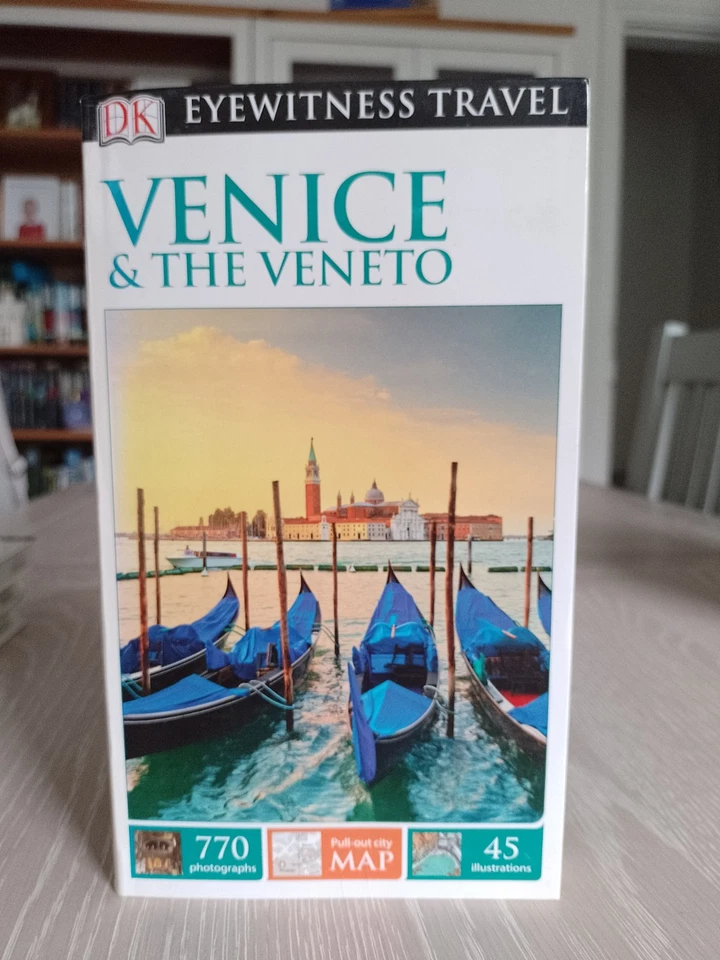 DK
EYEWITNESS TRAVEL
VENICE
& THE VENETO
770
photographs
Pull-out city
MAP
45
illustrations